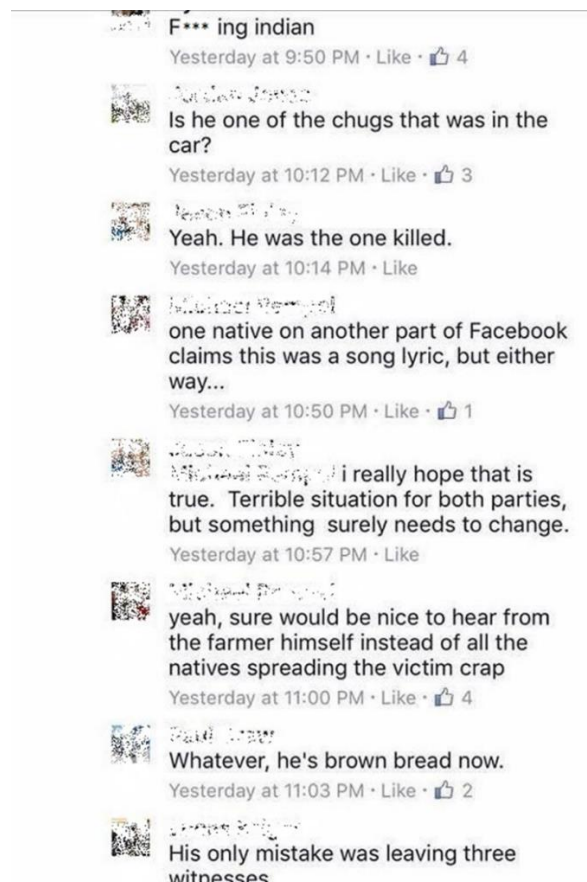 F*** ing indian
Yesterday at 9:50 PM · Like · 4
Is he one of the chugs that was in the
car?
Yesterday at 10:12 PM · Like · 3
Yeah. He was the one killed.
Yesterday at 10:14 PM · Like
one native on another part of Facebook
claims this was a song lyric, but either
way...
Yesterday at 10:50 PM · Like · 1
i really hope that is
true. Terrible situation for both parties,
but something surely needs to change.
Yesterday at 10:57 PM · Like
yeah, sure would be nice to hear from
the farmer himself instead of all the
natives spreading the victim crap
Yesterday at 11:00 PM · Like · 4
Whatever, he's brown bread now.
Yesterday at 11:03 PM · Like · 2
His only mistake was leaving three
witnesses